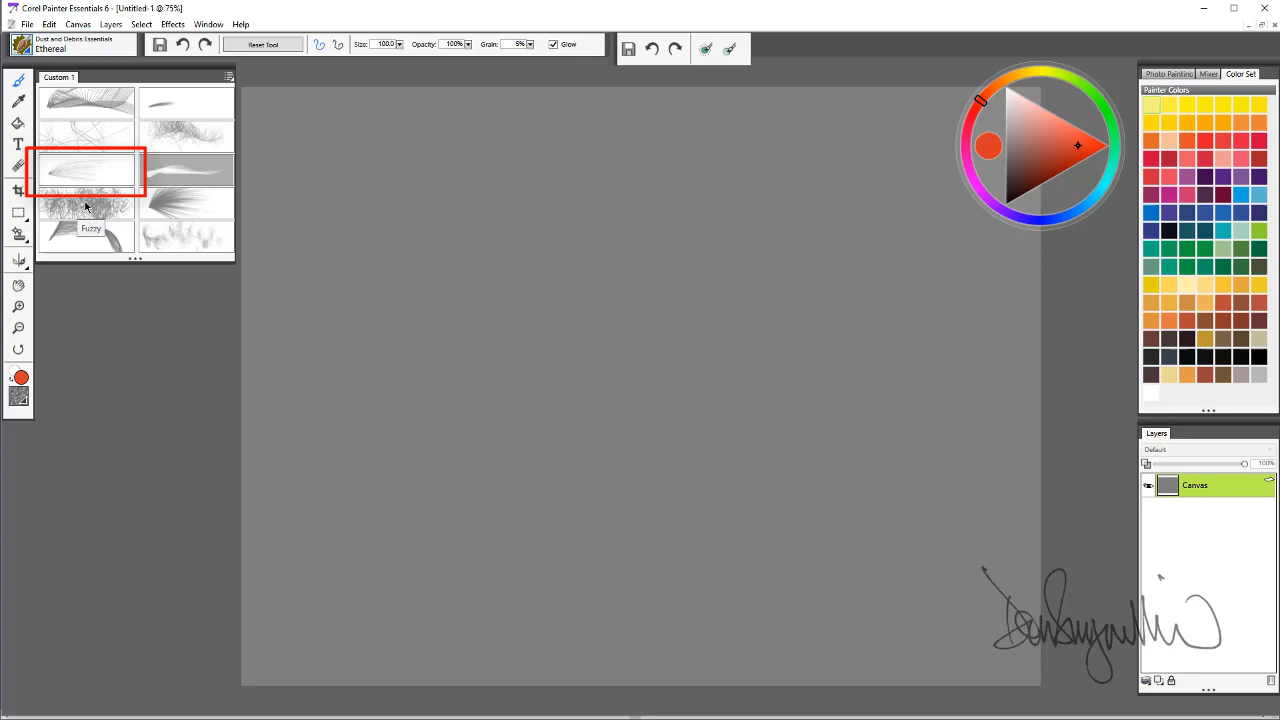 Corel Painter Essentials 6 - [Untitled-1 @ 75%]
File Edit Canvas Layers Select Effects Window Help
Dust and Debris Essentials
Ethereal
Reset Tool
Size: 100.0
Opacity: 100%
Grain: 5%
Glow
Custom 1
Photo Painting Mixer Color Set
Painter Colors
Fuzzy
T
Layers
Default
100%
Canvas